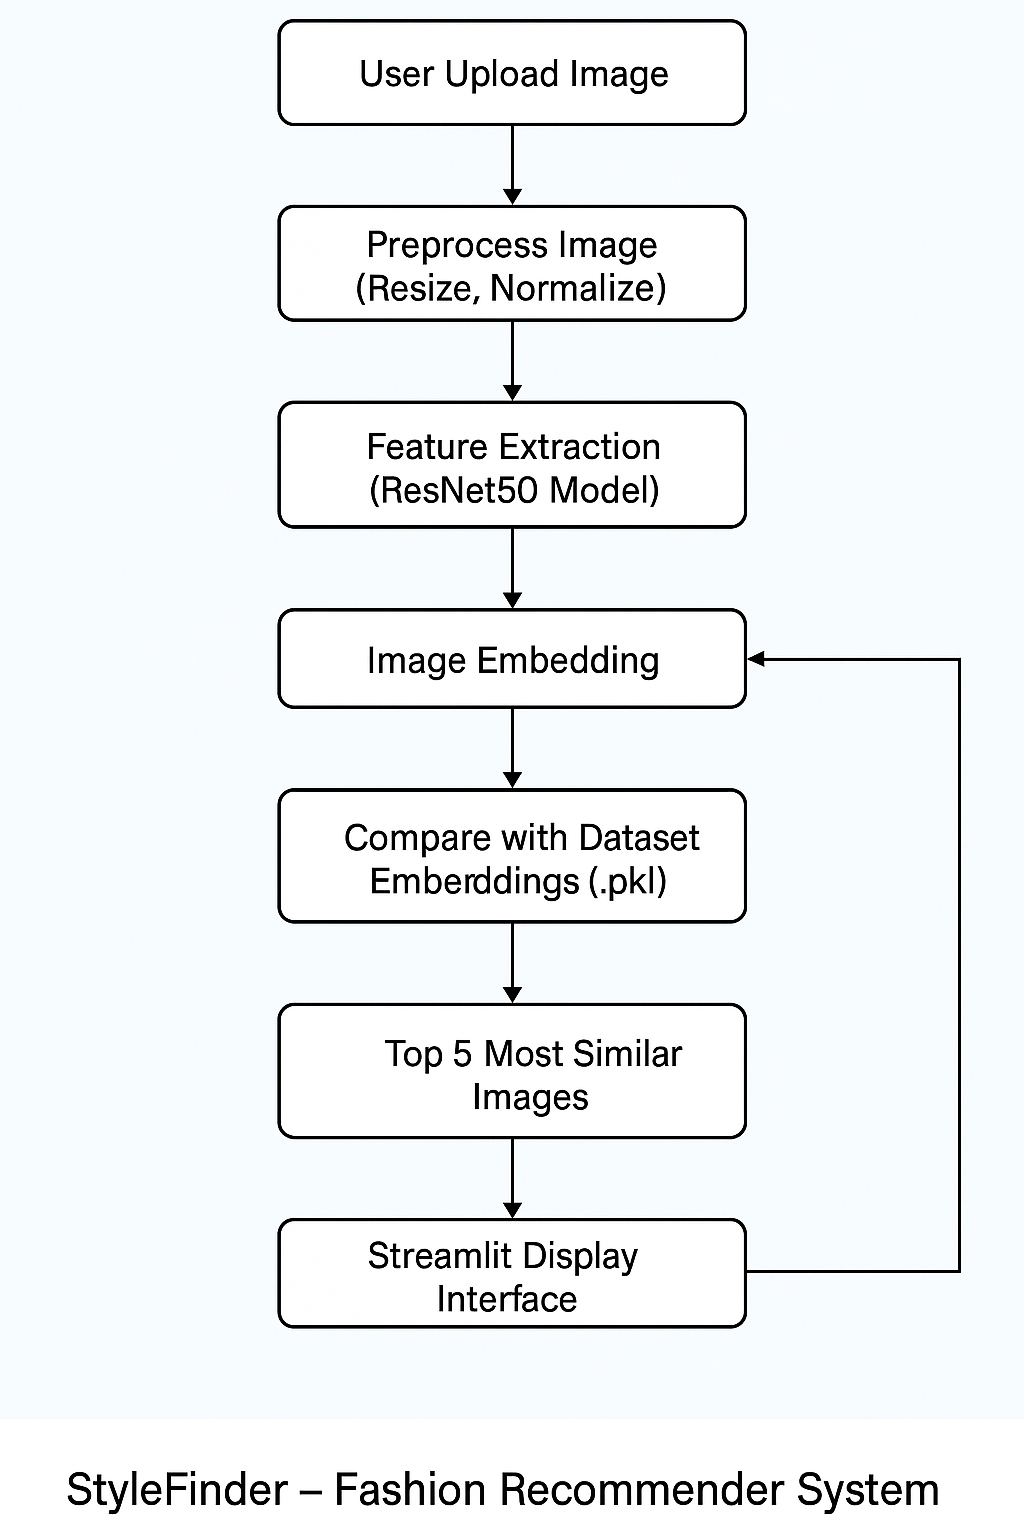 User Upload Image
Preprocess Image
(Resize, Normalize)
Feature Extraction
(ResNet50 Model)
Image Embedding
Compare with Dataset
Emberddings (.pkl)
Top 5 Most Similar
Images
Streamlit Display
Interface
StyleFinder – Fashion Recommender System